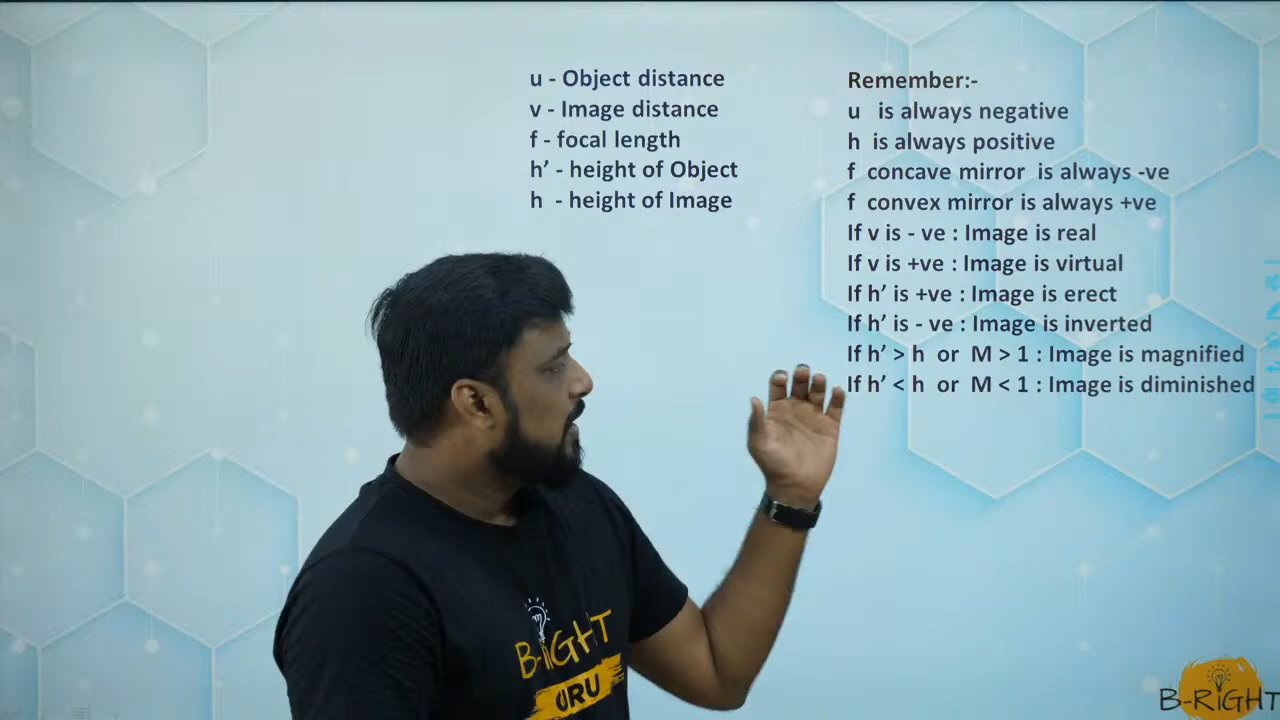 u - Object distance
v - Image distance
f - focal length
h’ - height of Object
h - height of Image
Remember:-
u is always negative
h is always positive
f concave mirror is always -ve
f convex mirror is always +ve
If v is - ve : Image is real
If v is +ve : Image is virtual
If h’ is +ve : Image is erect
If h’ is - ve : Image is inverted
If h’ > h or M > 1 : Image is magnified
If h’ < h or M < 1 : Image is diminished
B-RiGHT
GURU
B-RiGHT